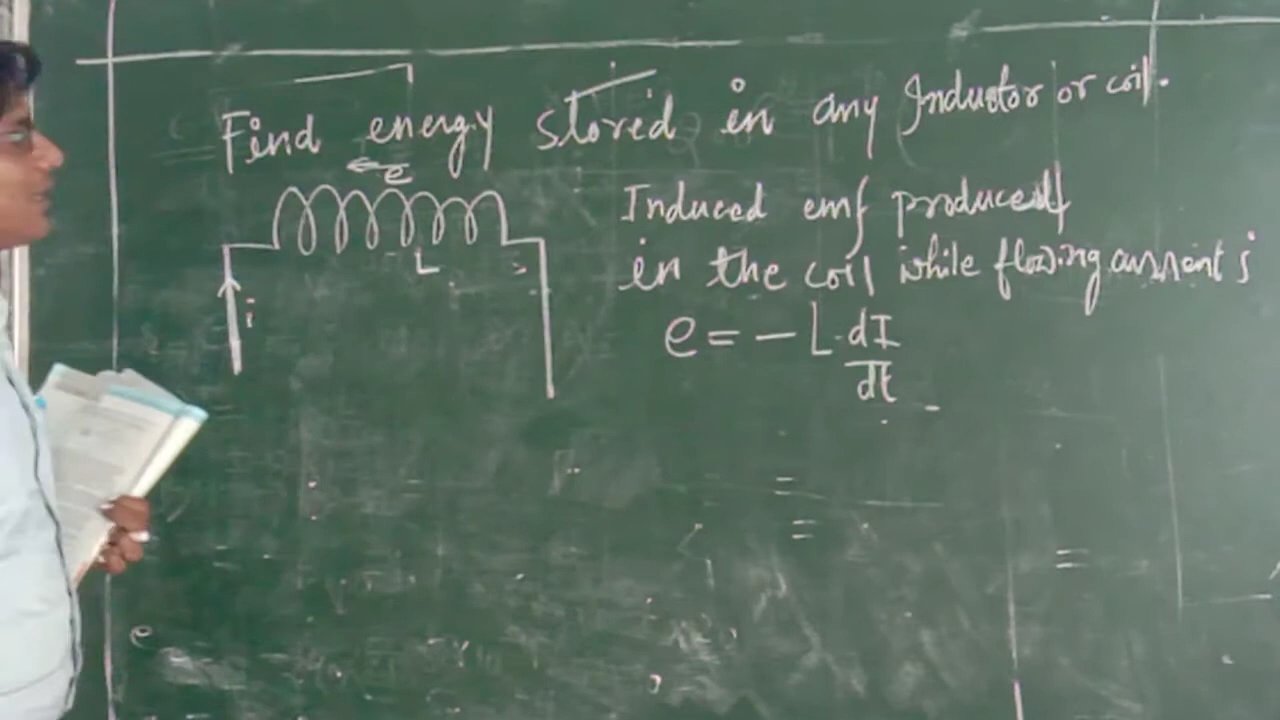 Find energy stored in any Inductor or coil.
e
L
i
Induced emf produced
in the coil while flowing current i
e = - L.dI
dt
e